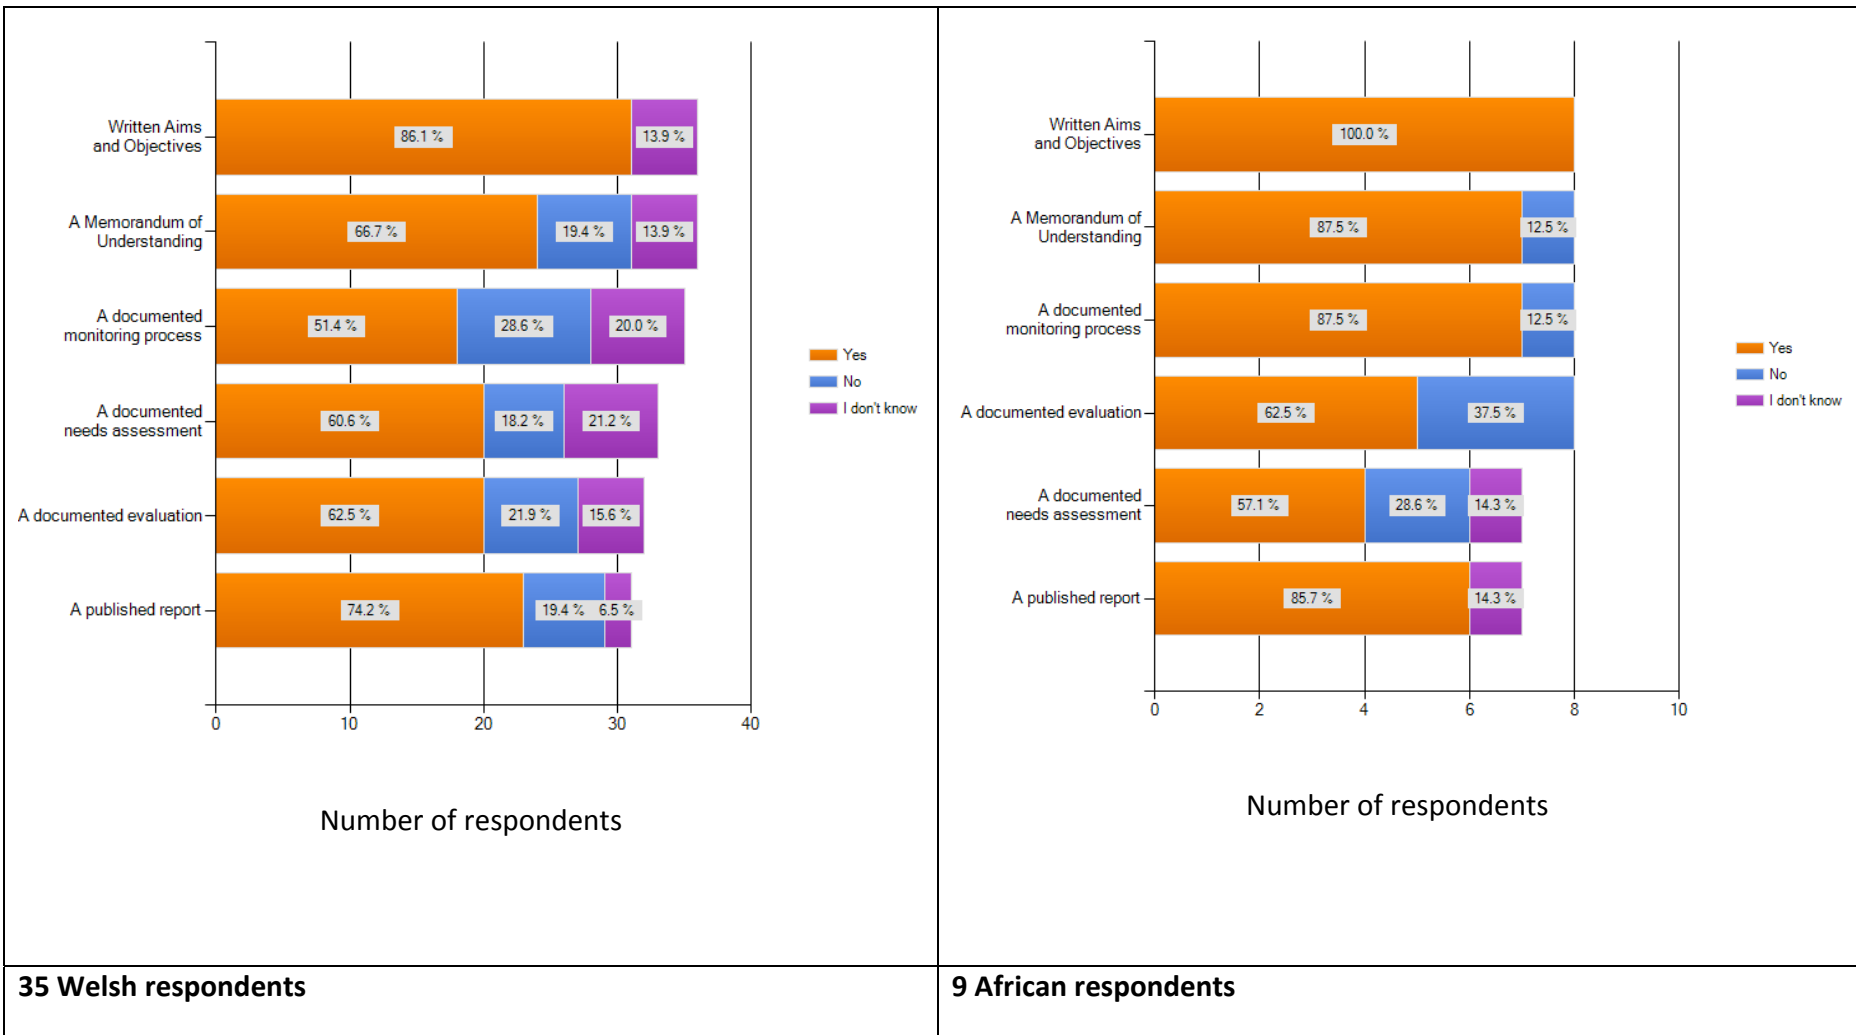 Written Aims
and Objectives
86.1 %
13.9 %
A Memorandum of
Understanding
66.7 %
19.4 %
13.9 %
A documented
monitoring process
51.4 %
28.6 %
20.0 %
A documented
needs assessment
60.6 %
18.2 %
21.2 %
A documented evaluation
62.5 %
21.9 %
15.6 %
A published report
74.2 %
19.4 %
6.5 %
0 10 20 30 40
Yes
No
I don't know
Number of respondents
35 Welsh respondents
Written Aims
and Objectives
100.0 %
A Memorandum of
Understanding
87.5 %
12.5 %
A documented
monitoring process
87.5 %
12.5 %
A documented evaluation
62.5 %
37.5 %
A documented
needs assessment
57.1 %
28.6 %
14.3 %
A published report
85.7 %
14.3 %
0 2 4 6 8 10
Yes
No
I don't know
Number of respondents
9 African respondents